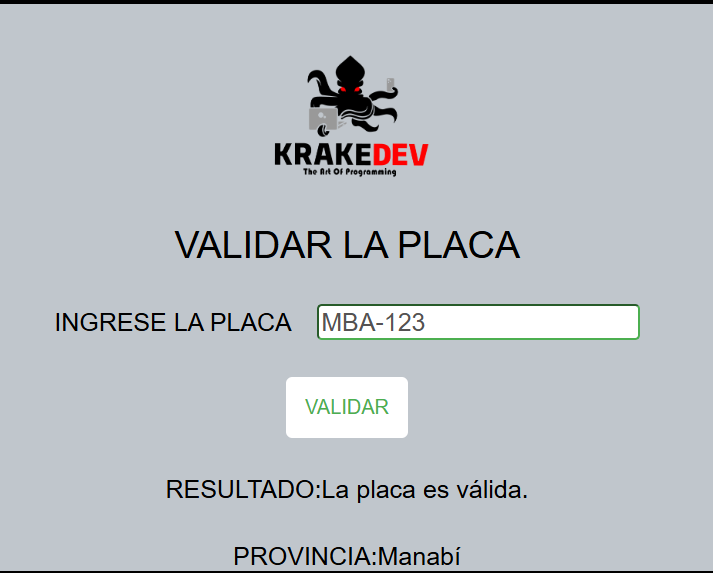 KRAKEDEV
The Art Of Programming
VALIDAR LA PLACA
INGRESE LA PLACA MBA-123
VALIDAR
RESULTADO:La placa es válida.
PROVINCIA:Manabí